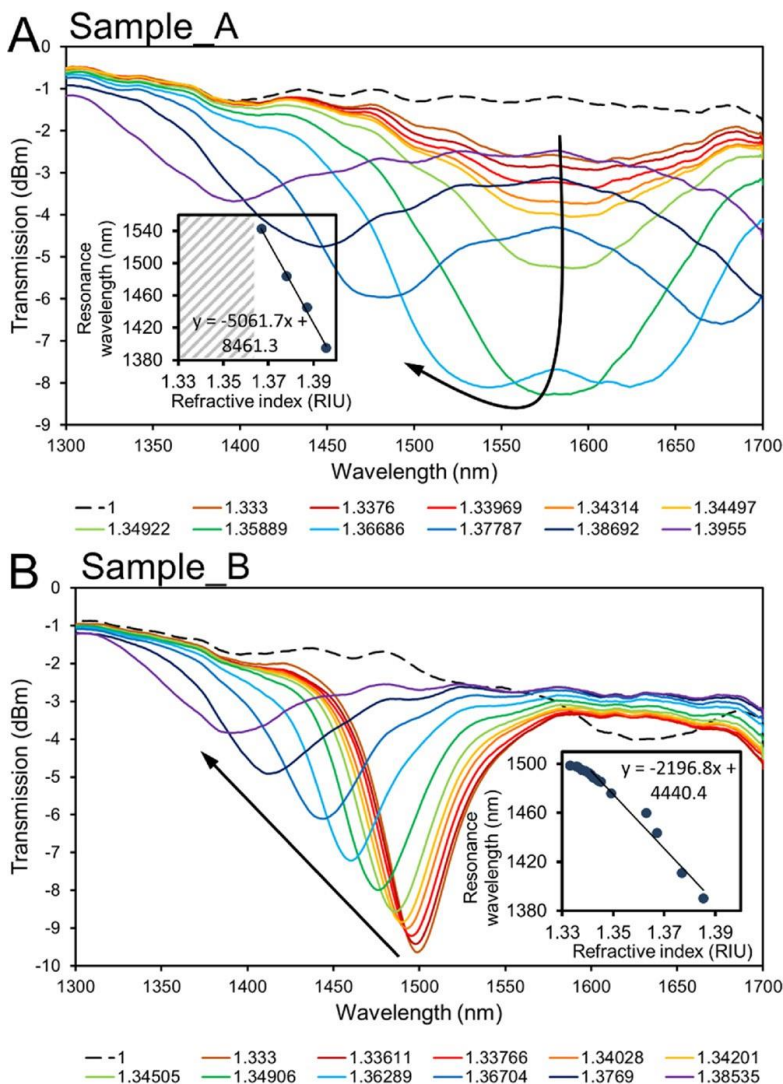 A Sample_A
0
-1
-2
-3
-4
-5
-6
-7
-8
-9
Transmission (dBm)
1300 1350 1400 1450 1500 1550 1600 1650 1700
Wavelength (nm)
1540
1500
1460
1420
1380
Resonance
wavelength (nm)
y = -5061.7x +
8461.3
1.33 1.35 1.37 1.39
Refractive index (RIU)
1 1.333 1.3376 1.33969 1.34314 1.34497
1.34922 1.35889 1.36686 1.37787 1.38692 1.3955
B Sample_B
0
-1
-2
-3
-4
-5
-6
-7
-8
-9
-10
Transmission (dBm)
1300 1350 1400 1450 1500 1550 1600 1650 1700
Wavelength (nm)
1500
1460
1420
1380
Resonance
wavelength (nm)
y = -2196.8x +
4440.4
1.33 1.35 1.37 1.39
Refractive index (RIU)
1 1.333 1.33611 1.33766 1.34028 1.34201
1.34505 1.34906 1.36289 1.36704 1.3769 1.38535